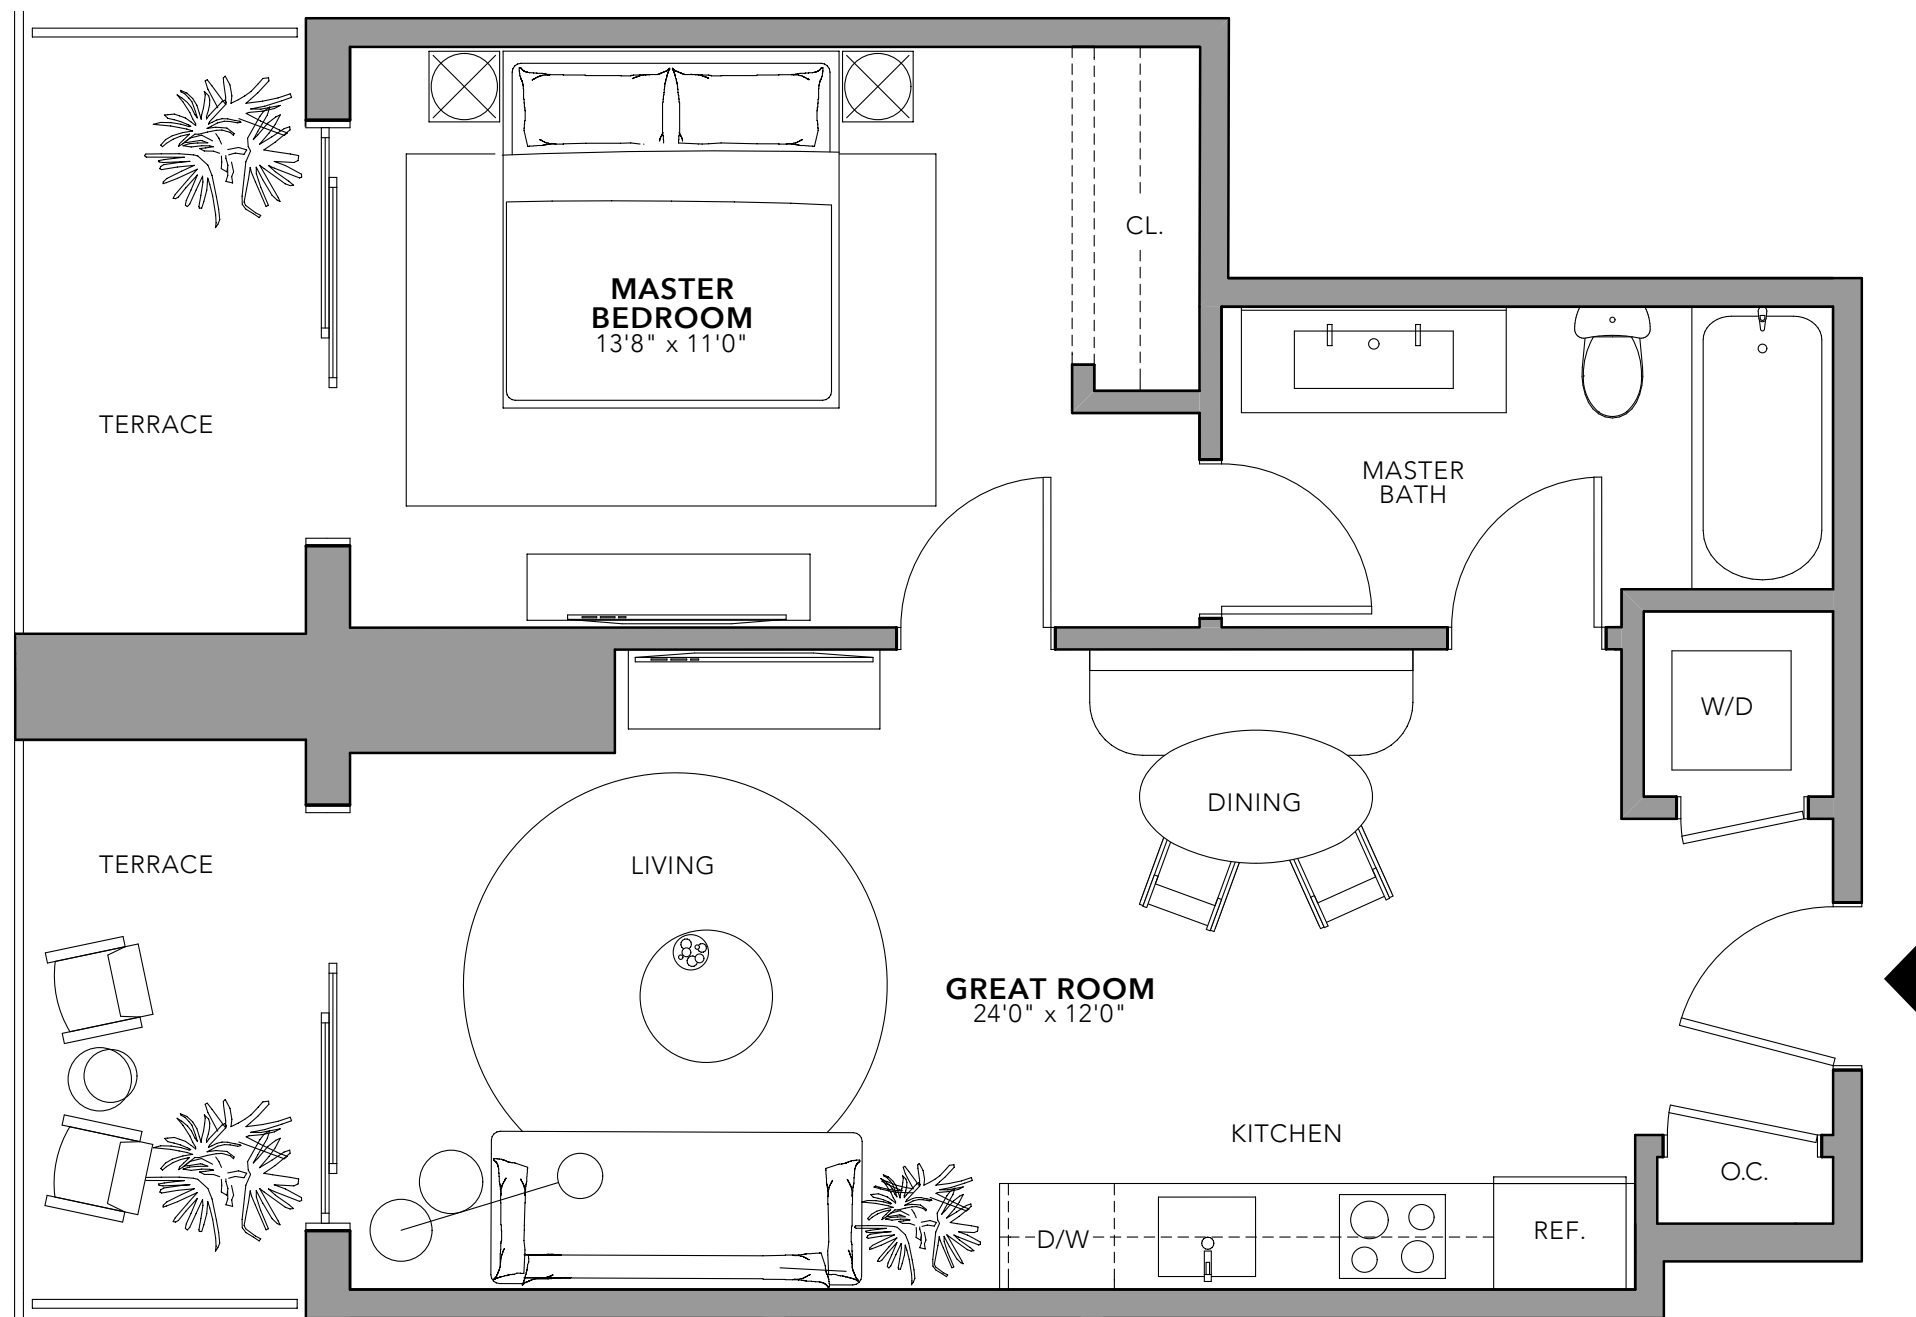 CL.
MASTER
BEDROOM
13'8" x 11'0"
TERRACE
MASTER
BATH
W/D
DINING
TERRACE
LIVING
GREAT ROOM
24'0" x 12'0"
KITCHEN
O.C.
D/W
REF.